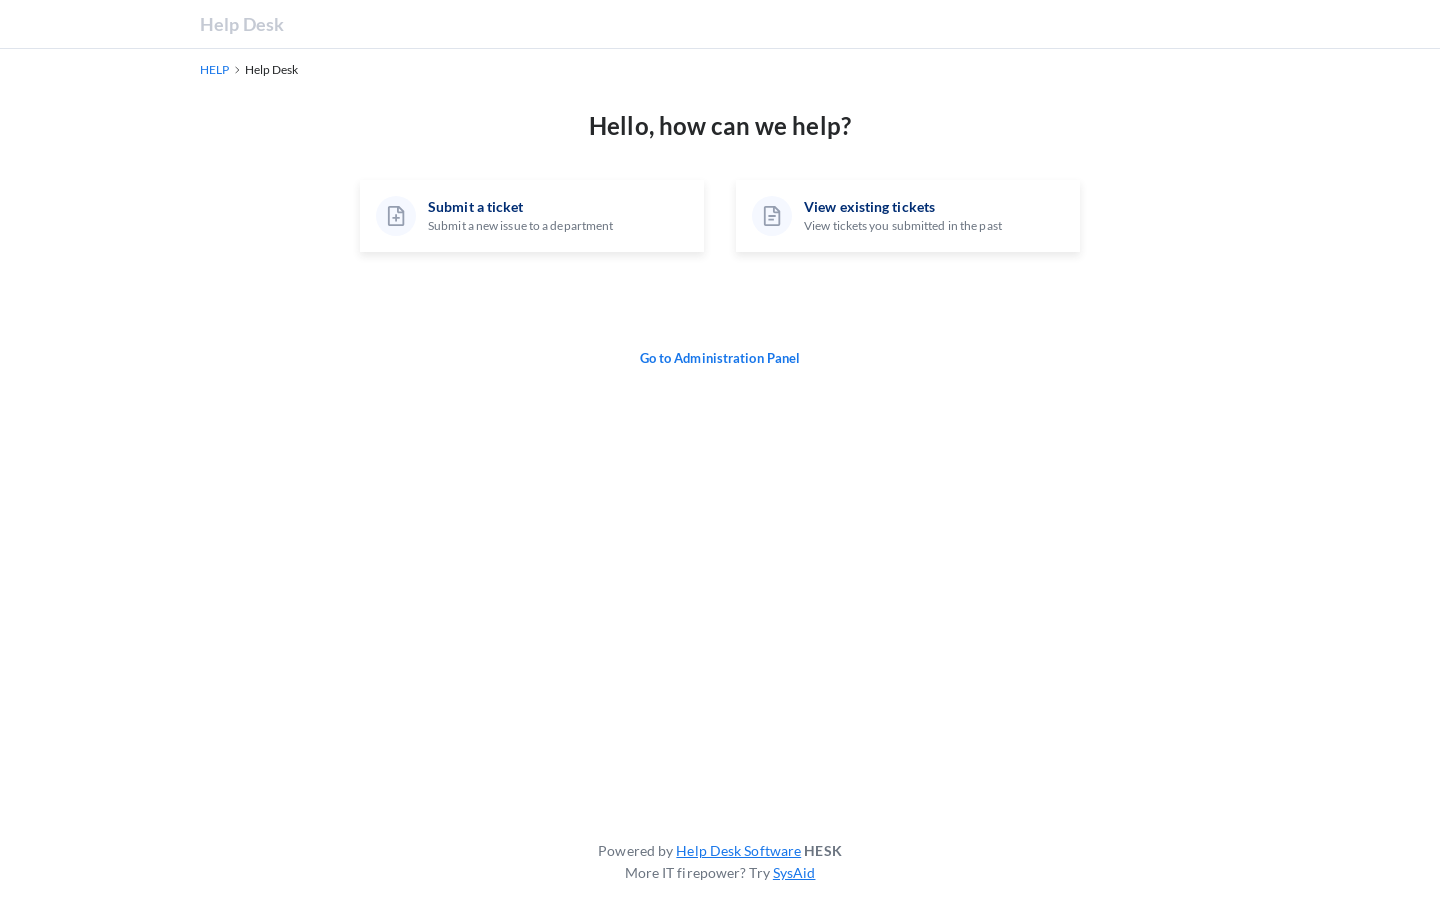 Help Desk
HELP > Help Desk
Hello, how can we help?
Submit a ticket
Submit a new issue to a department
View existing tickets
View tickets you submitted in the past
Go to Administration Panel
Powered by Help Desk Software HESK
More IT firepower? Try SysAid